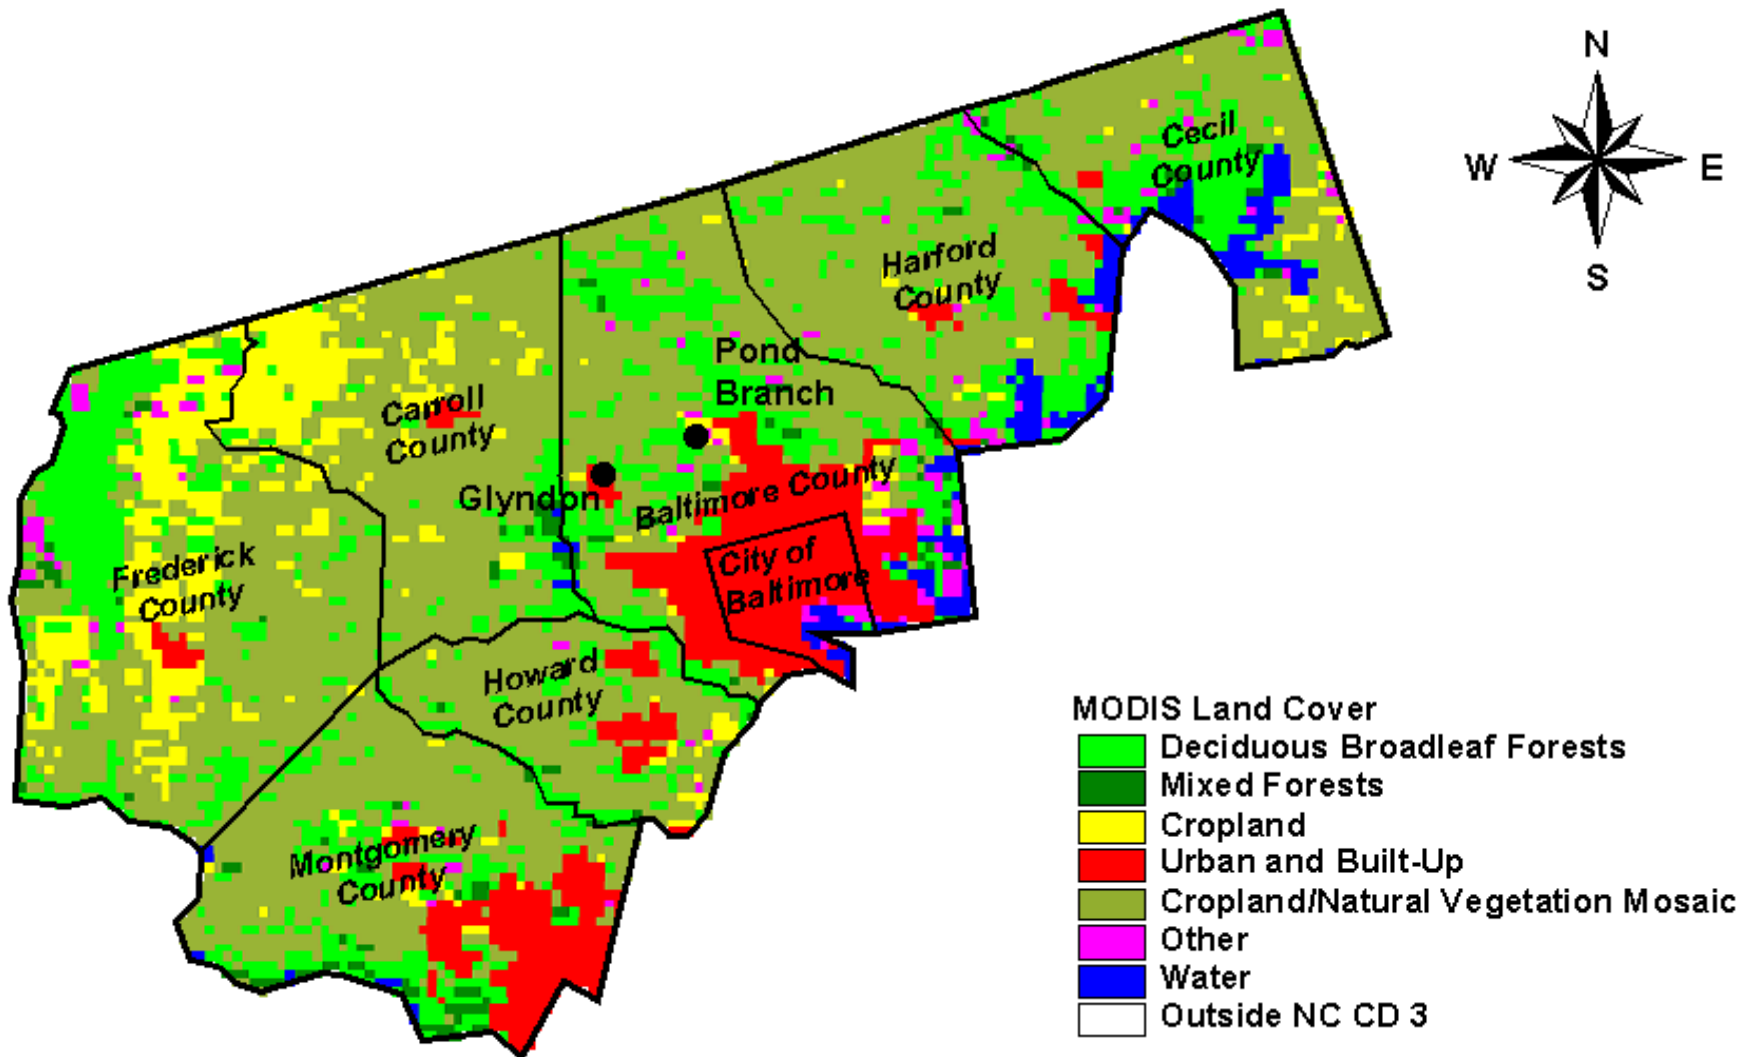 N
W
E
S
Cecil
County
Harford
County
Pond
Branch
Carroll
County
Glyndon
Baltimore County
City of
Baltimore
Frederick
County
Howard
County
Montgomery
County
MODIS Land Cover
Deciduous Broadleaf Forests
Mixed Forests
Cropland
Urban and Built-Up
Cropland/Natural Vegetation Mosaic
Other
Water
Outside NC CD 3